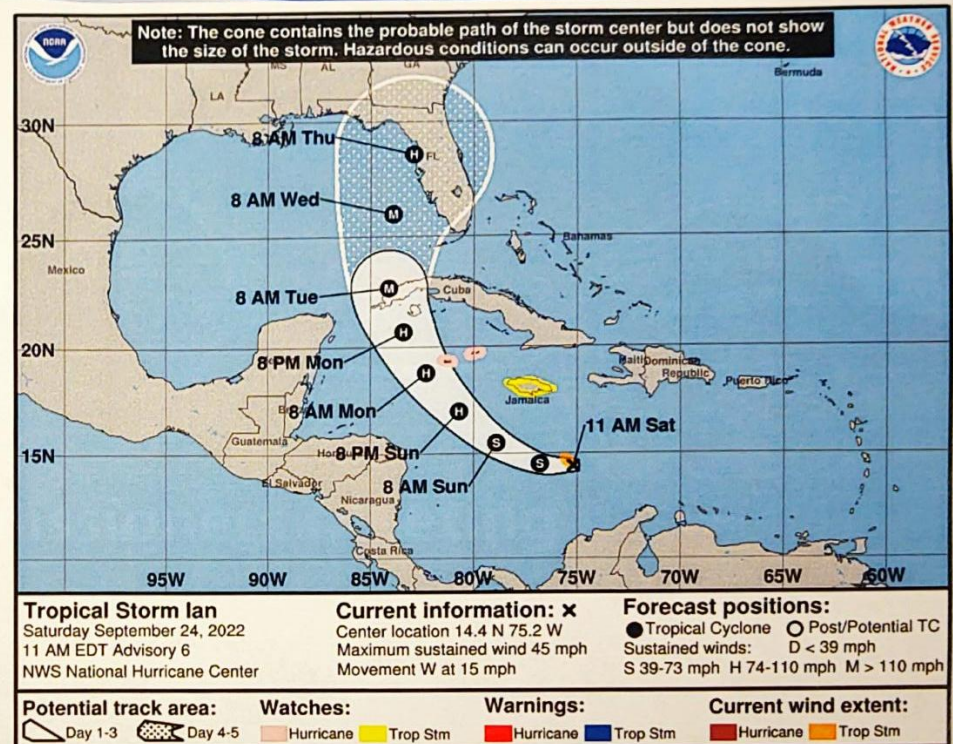 Note: The cone contains the probable path of the storm center but does not show
the size of the storm. Hazardous conditions can occur outside of the cone.
NOAA
NATIONAL WEATHER SERVICE
MS
AL
GA
LA
Bermuda
30N
8 AM Thu
H
FL
8 AM Wed
M
25N
Bahamas
Mexico
8 AM Tue
M
Cuba
H
20N
8 PM Mon
Haiti
Dominican
Republic
Puerto Rico
H
8 AM Mon
Jamaica
H
11 AM Sat
Guatemala
S
15N
8 PM Sun
S
El Salvador
8 AM Sun
Nicaragua
Costa Rica
95W 90W 85W 80W 75W 70W 65W 60W
Tropical Storm Ian
Saturday September 24, 2022
11 AM EDT Advisory 6
NWS National Hurricane Center
Current information: x
Center location 14.4 N 75.2 W
Maximum sustained wind 45 mph
Movement W at 15 mph
Forecast positions:
Tropical Cyclone Post/Potential TC
Sustained winds: D < 39 mph
S 39-73 mph H 74-110 mph M > 110 mph
Potential track area:
Day 1-3 Day 4-5
Watches:
Hurricane Trop Stm
Warnings:
Hurricane Trop Stm
Current wind extent:
Hurricane Trop Stm